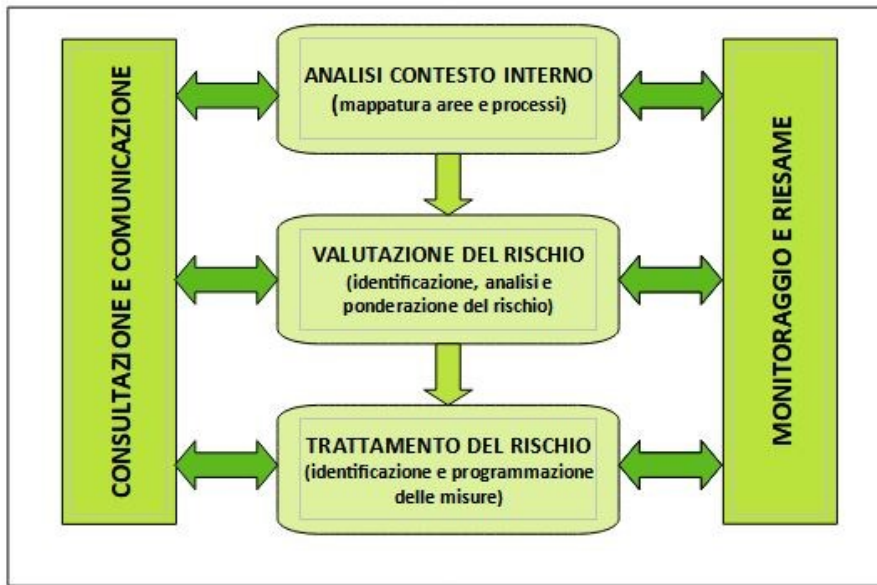 CONSULTAZIONE E COMUNICAZIONE
ANALISI CONTESTO INTERNO
(mappatura aree e processi)
VALUTAZIONE DEL RISCHIO
(identificazione, analisi e
ponderazione del rischio)
TRATTAMENTO DEL RISCHIO
(identificazione e programmazione
delle misure)
MONITORAGGIO E RIESAME